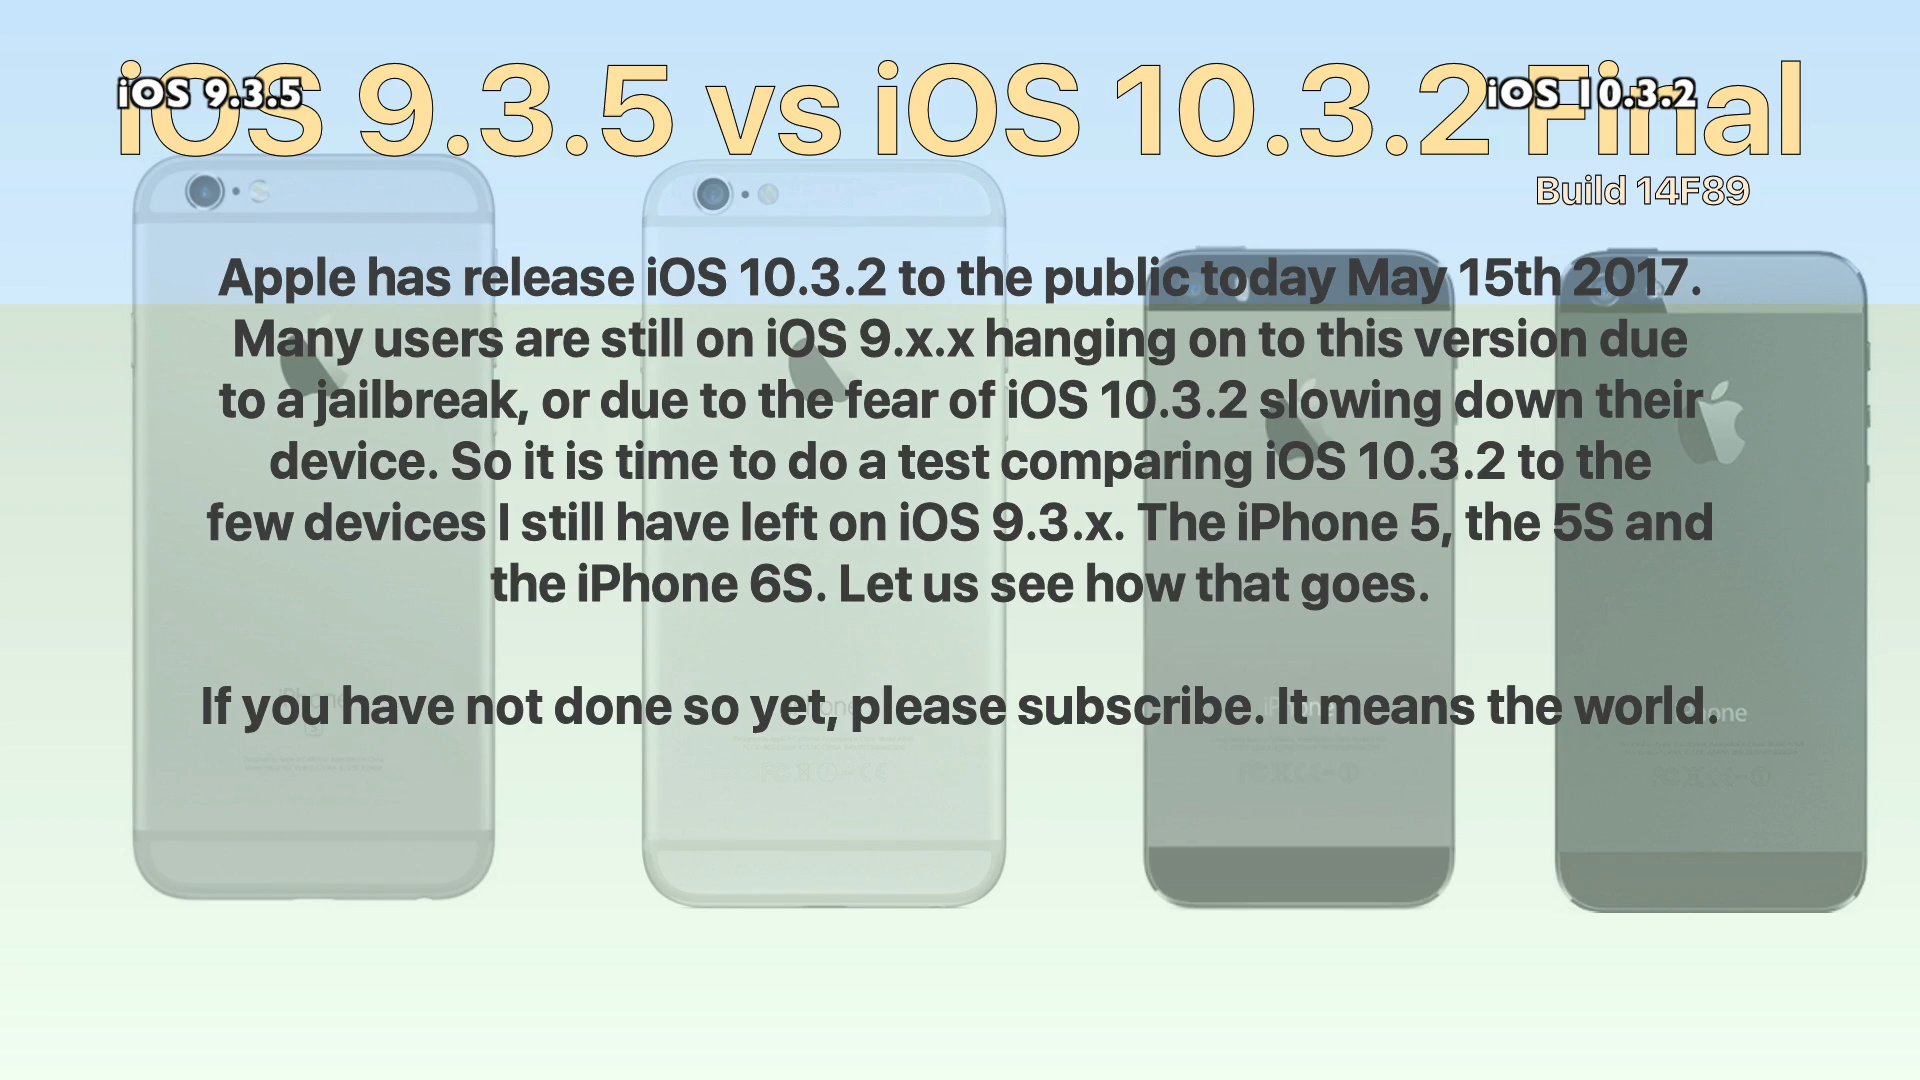 iOS 9.3.5 vs iOS 10.3.2 Final
iOS 9.3.5
iOS 10.3.2
Build 14F89
Apple has release iOS 10.3.2 to the public today May 15th 2017.
Many users are still on iOS 9.x.x hanging on to this version due
to a jailbreak, or due to the fear of iOS 10.3.2 slowing down their
device. So it is time to do a test comparing iOS 10.3.2 to the
few devices I still have left on iOS 9.3.x. The iPhone 5, the 5S and
the iPhone 6S. Let us see how that goes.
If you have not done so yet, please subscribe. It means the world.
iPhone
S
iPhone